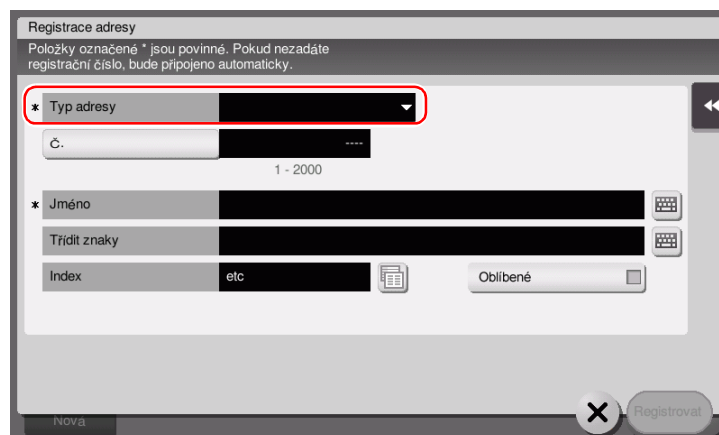 Registrace adresy
Položky označené * jsou povinné. Pokud nezadáte
registrační číslo, bude připojeno automaticky.
* Typ adresy
Č. ----
1 - 2000
* Jméno
Třídit znaky
Index etc Oblíbené
Registrovat
Nová